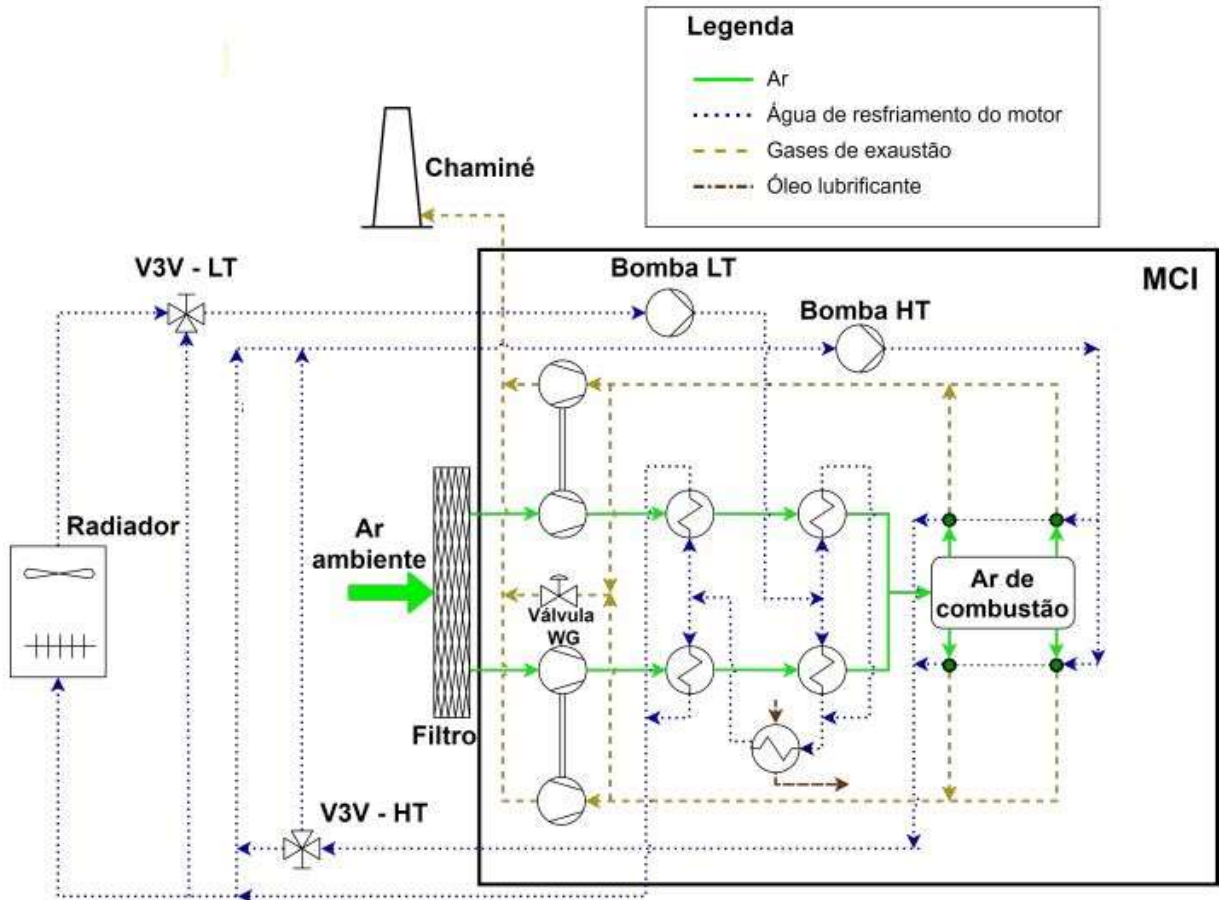 Legenda
Ar
Água de resfriamento do motor
Gases de exaustão
Óleo lubrificante
Chaminé
V3V - LT
Bomba LT
MCI
Bomba HT
Radiador
Ar
ambiente
Válvula
WG
Ar de
combustão
Filtro
V3V - HT